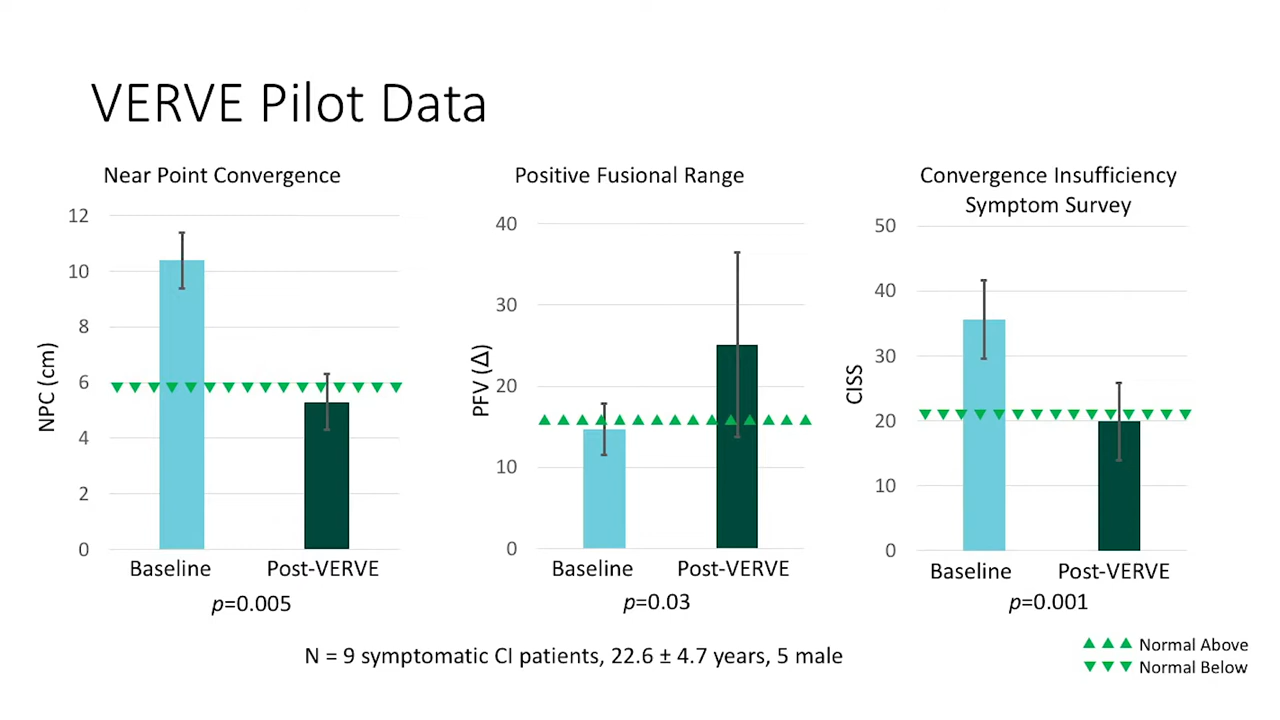 VERVE Pilot Data
Near Point Convergence
12
10
8
6
4
2
0
NPC (cm)
Baseline
Post-VERVE
p=0.005
Positive Fusional Range
40
30
20
10
0
PFV (Δ)
Baseline
Post-VERVE
p=0.03
Convergence Insufficiency
Symptom Survey
50
40
30
20
10
0
CISS
Baseline
Post-VERVE
p=0.001
N = 9 symptomatic CI patients, 22.6 ± 4.7 years, 5 male
Normal Above
Normal Below